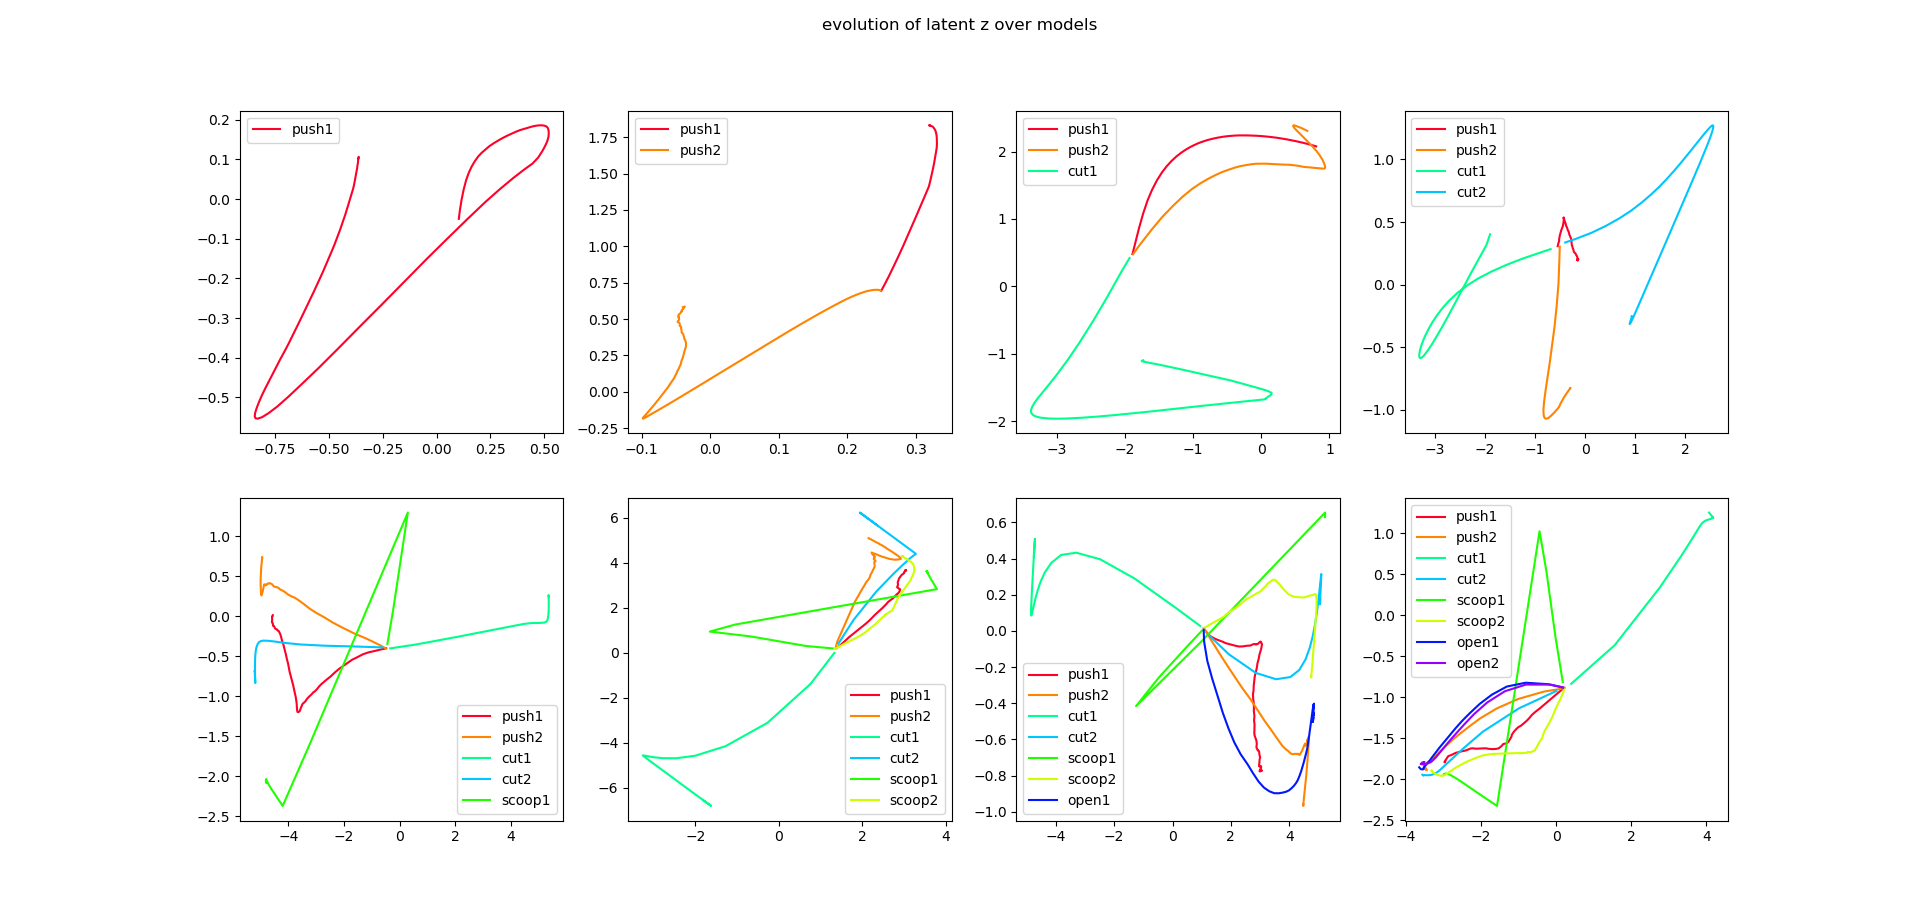 evolution of latent z over models
push1
0.2
0.1
0.0
−0.1
−0.2
−0.3
−0.4
−0.5
−0.75 −0.50 −0.25 0.00 0.25 0.50
push1
push2
1.75
1.50
1.25
1.00
0.75
0.50
0.25
0.00
−0.25
−0.1 0.0 0.1 0.2 0.3
push1
push2
cut1
2
1
0
−1
−2
−3 −2 −1 0 1
push1
push2
cut1
cut2
1.0
0.5
0.0
−0.5
−1.0
−3 −2 −1 0 1 2
1.0
0.5
0.0
−0.5
−1.0
−1.5
−2.0
−2.5
push1
push2
cut1
cut2
scoop1
−4 −2 0 2 4
6
4
2
0
−2
−4
−6
push1
push2
cut1
cut2
scoop1
scoop2
−2 0 2 4
0.6
0.4
0.2
0.0
−0.2
−0.4
−0.6
−0.8
−1.0
push1
push2
cut1
cut2
scoop1
scoop2
open1
−4 −2 0 2 4
push1
push2
cut1
cut2
scoop1
scoop2
open1
open2
1.0
0.5
0.0
−0.5
−1.0
−1.5
−2.0
−2.5
−4 −2 0 2 4